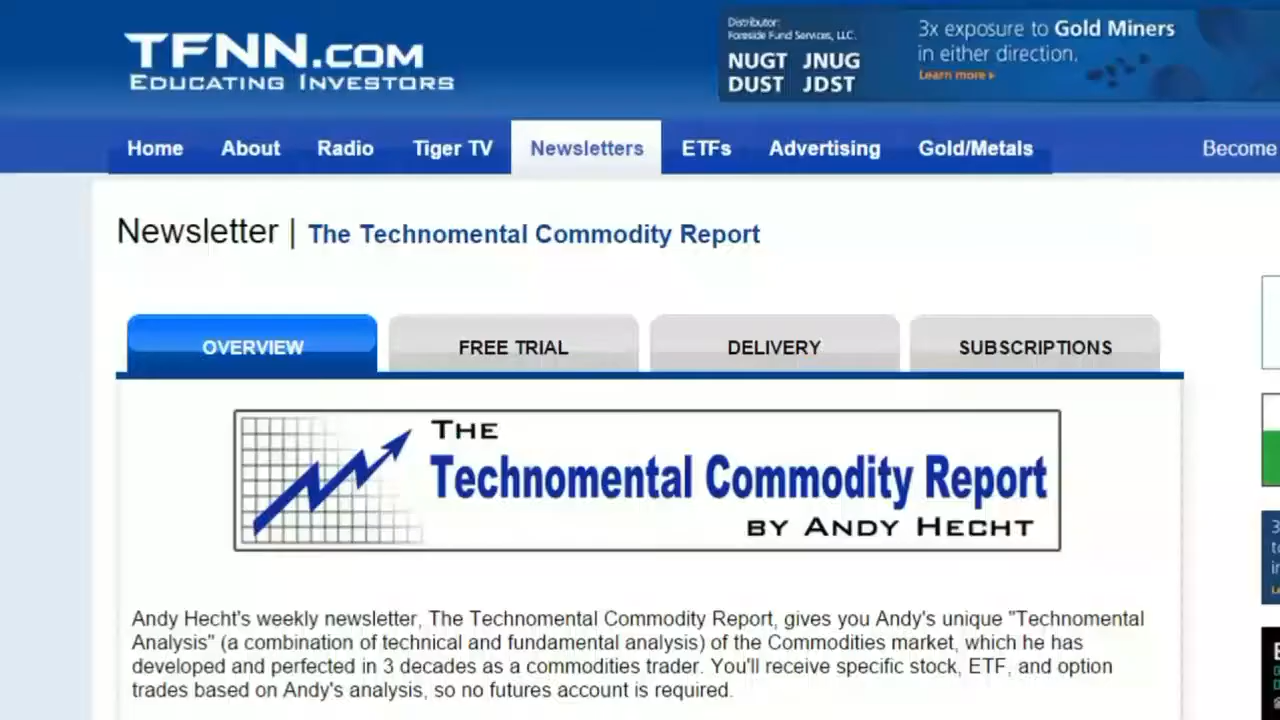 TFNN.COM
EDUCATING INVESTORS
Distributor:
Foreside Fund Services, LLC.
NUGT JNUG
DUST JDST
3x exposure to Gold Miners
in either direction.
Learn more
Home About Radio Tiger TV Newsletters ETFs Advertising Gold/Metals Become
Newsletter | The Technomental Commodity Report
OVERVIEW FREE TRIAL DELIVERY SUBSCRIPTIONS
THE
Technomental Commodity Report
BY ANDY HECHT
Andy Hecht's weekly newsletter, The Technomental Commodity Report, gives you Andy's unique "Technomental
Analysis" (a combination of technical and fundamental analysis) of the Commodities market, which he has
developed and perfected in 3 decades as a commodities trader. You'll receive specific stock, ETF, and option
trades based on Andy's analysis, so no futures account is required.